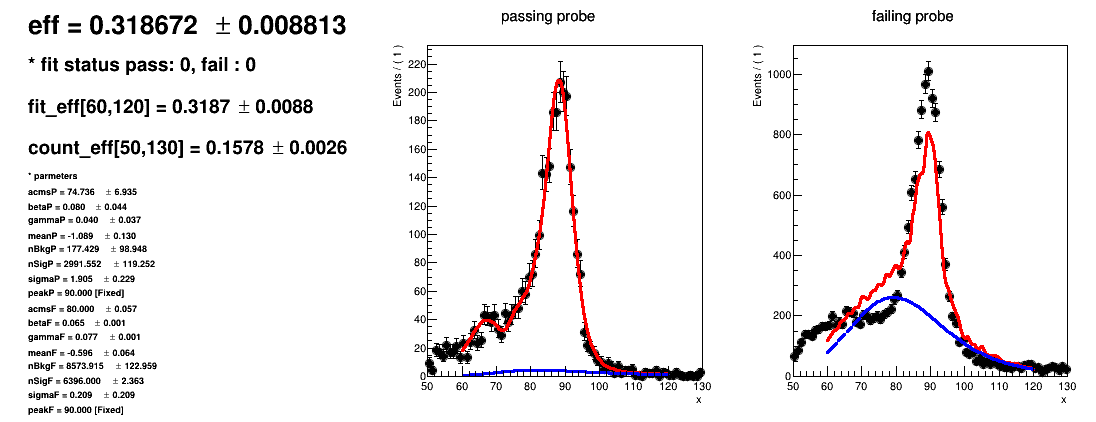 eff = 0.318672 ± 0.008813
* fit status pass: 0, fail : 0
fit_eff[60,120] = 0.3187 ± 0.0088
count_eff[50,130] = 0.1578 ± 0.0026
* parmeters
acmsP = 74.736 ± 6.935
betaP = 0.080 ± 0.044
gammaP = 0.040 ± 0.037
meanP = -1.089 ± 0.130
nBkgP = 177.429 ± 98.948
nSigP = 2991.552 ± 119.252
sigmaP = 1.905 ± 0.229
peakP = 90.000 [Fixed]
acmsF = 80.000 ± 0.057
betaF = 0.065 ± 0.001
gammaF = 0.077 ± 0.001
meanF = -0.596 ± 0.064
nBkgF = 8573.915 ± 122.959
nSigF = 6396.000 ± 2.363
sigmaF = 0.209 ± 0.209
peakF = 90.000 [Fixed]
passing probe
Events / ( 1 )
220
200
180
160
140
120
100
80
60
40
20
0
50 60 70 80 90 100 110 120 130
x
failing probe
Events / ( 1 )
1000
800
600
400
200
0
50 60 70 80 90 100 110 120 130
x